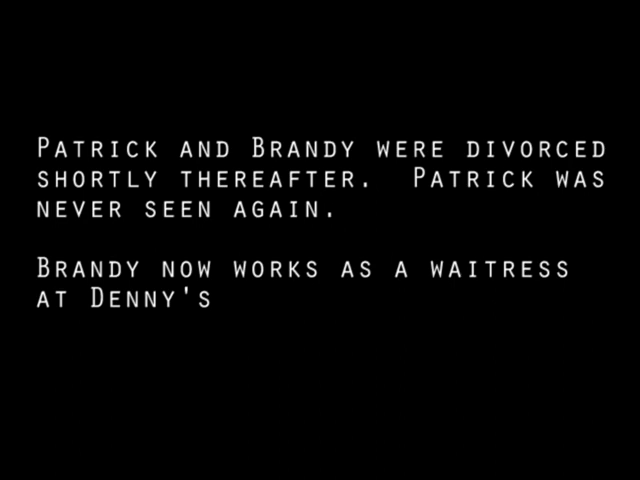 Patrick and Brandy were divorced
shortly thereafter.  Patrick was
never seen again.
Brandy now works as a waitress
at Denny's